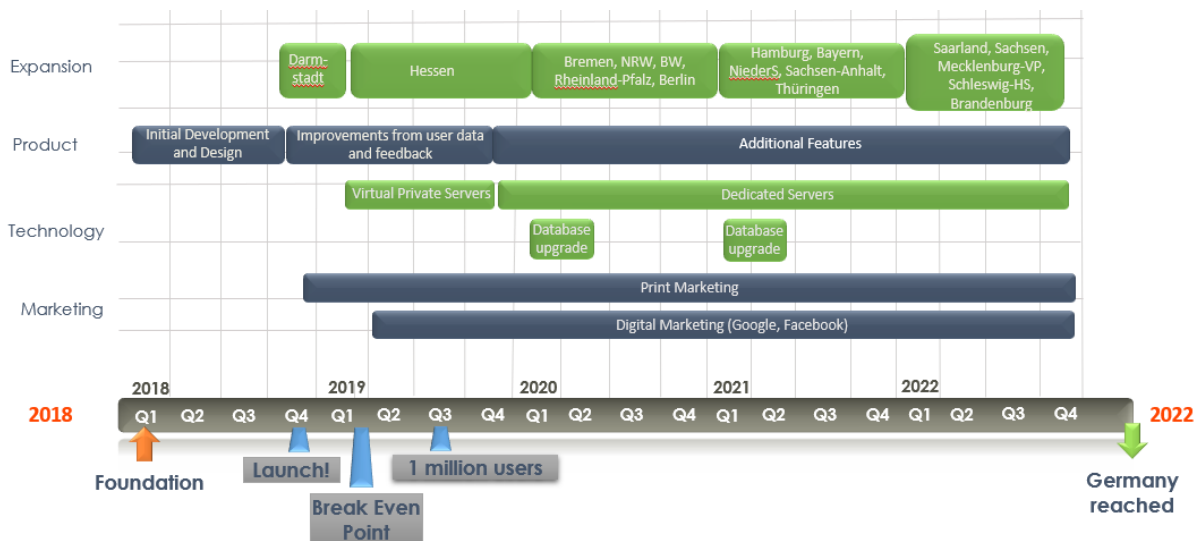 Expansion
Darm-
stadt
Hessen
Bremen, NRW, BW,
Rheinland-Pfalz, Berlin
Hamburg, Bayern,
NiederS, Sachsen-Anhalt,
Thüringen
Saarland, Sachsen,
Mecklenburg-VP,
Schleswig-HS,
Brandenburg
Product
Initial Development
and Design
Improvements from user data
and feedback
Additional Features
Technology
Virtual Private Servers
Dedicated Servers
Database
upgrade
Database
upgrade
Marketing
Print Marketing
Digital Marketing (Google, Facebook)
2018 2019 2020 2021 2022
2018 Q1 Q2 Q3 Q4 Q1 Q2 Q3 Q4 Q1 Q2 Q3 Q4 Q1 Q2 Q3 Q4 Q1 Q2 Q3 Q4 2022
Foundation
Launch!
Break Even
Point
1 million users
Germany
reached